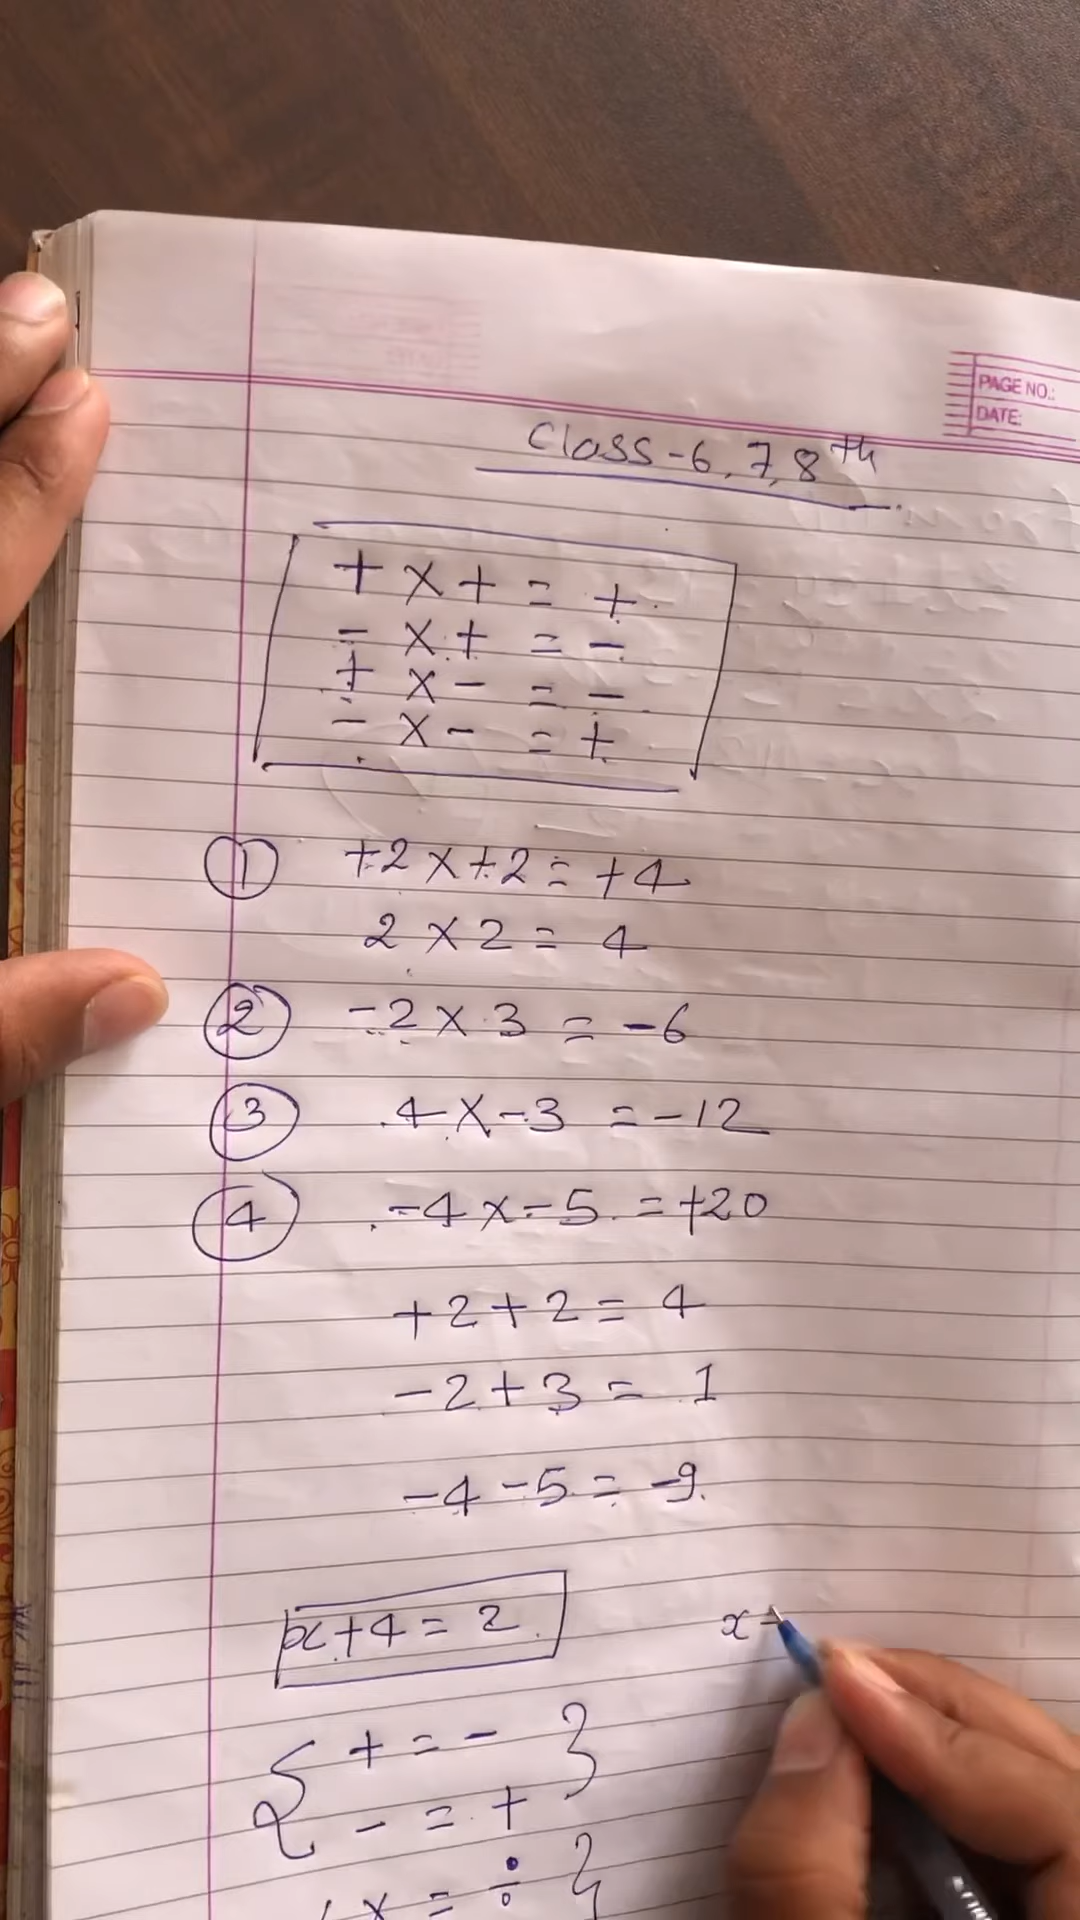 PAGE NO.:
DATE:
Class-6,7,8th
+ x + = +
- x + = -
+ x - = -
- x - = +
1 +2 x +2 = +4
2 x 2 = 4
2 -2 x 3 = -6
3 4 x -3 = -12
4 -4 x -5 = +20
+2 + 2 = 4
-2 + 3 = 1
-4 - 5 = -9
x + 4 = 2
x
{ + = - }
- = +
x = ÷ }